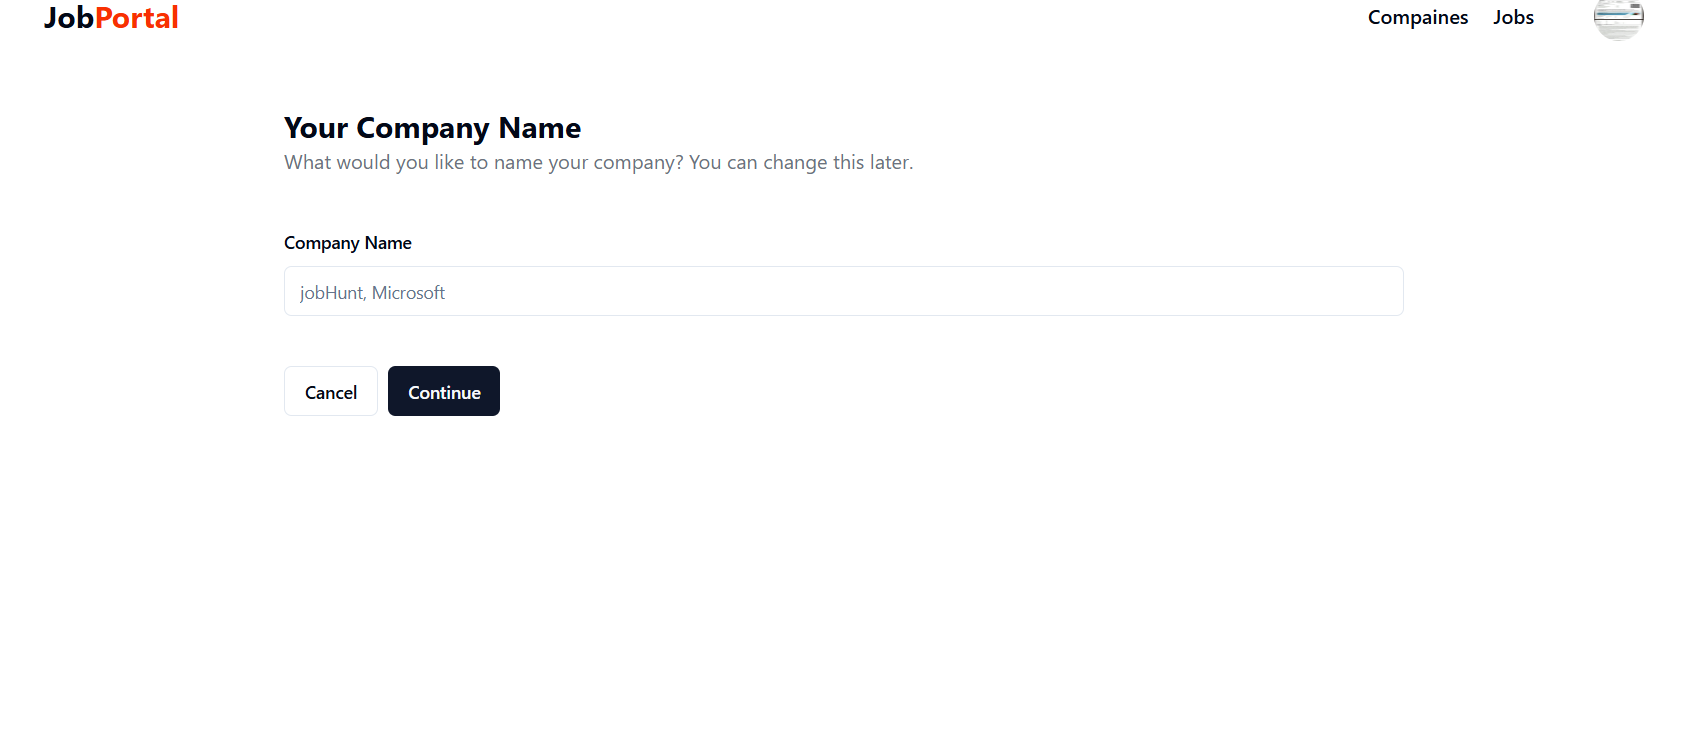 JobPortal
Compaines Jobs
Your Company Name
What would you like to name your company? You can change this later.
Company Name
jobHunt, Microsoft
Cancel Continue